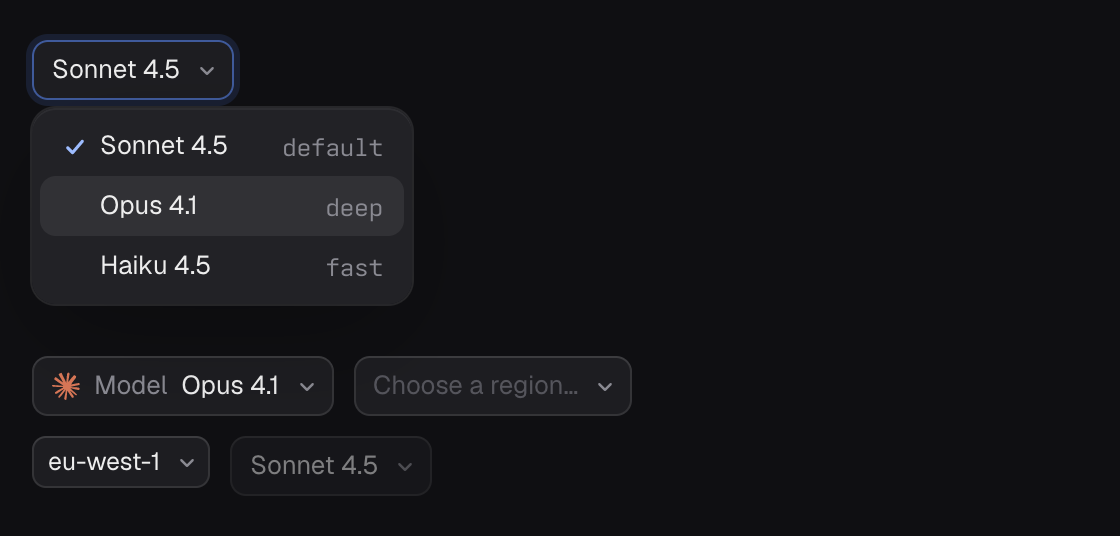 Sonnet 4.5
Sonnet 4.5 default
Opus 4.1 deep
Haiku 4.5 fast
Model Opus 4.1 Choose a region...
eu-west-1 Sonnet 4.5